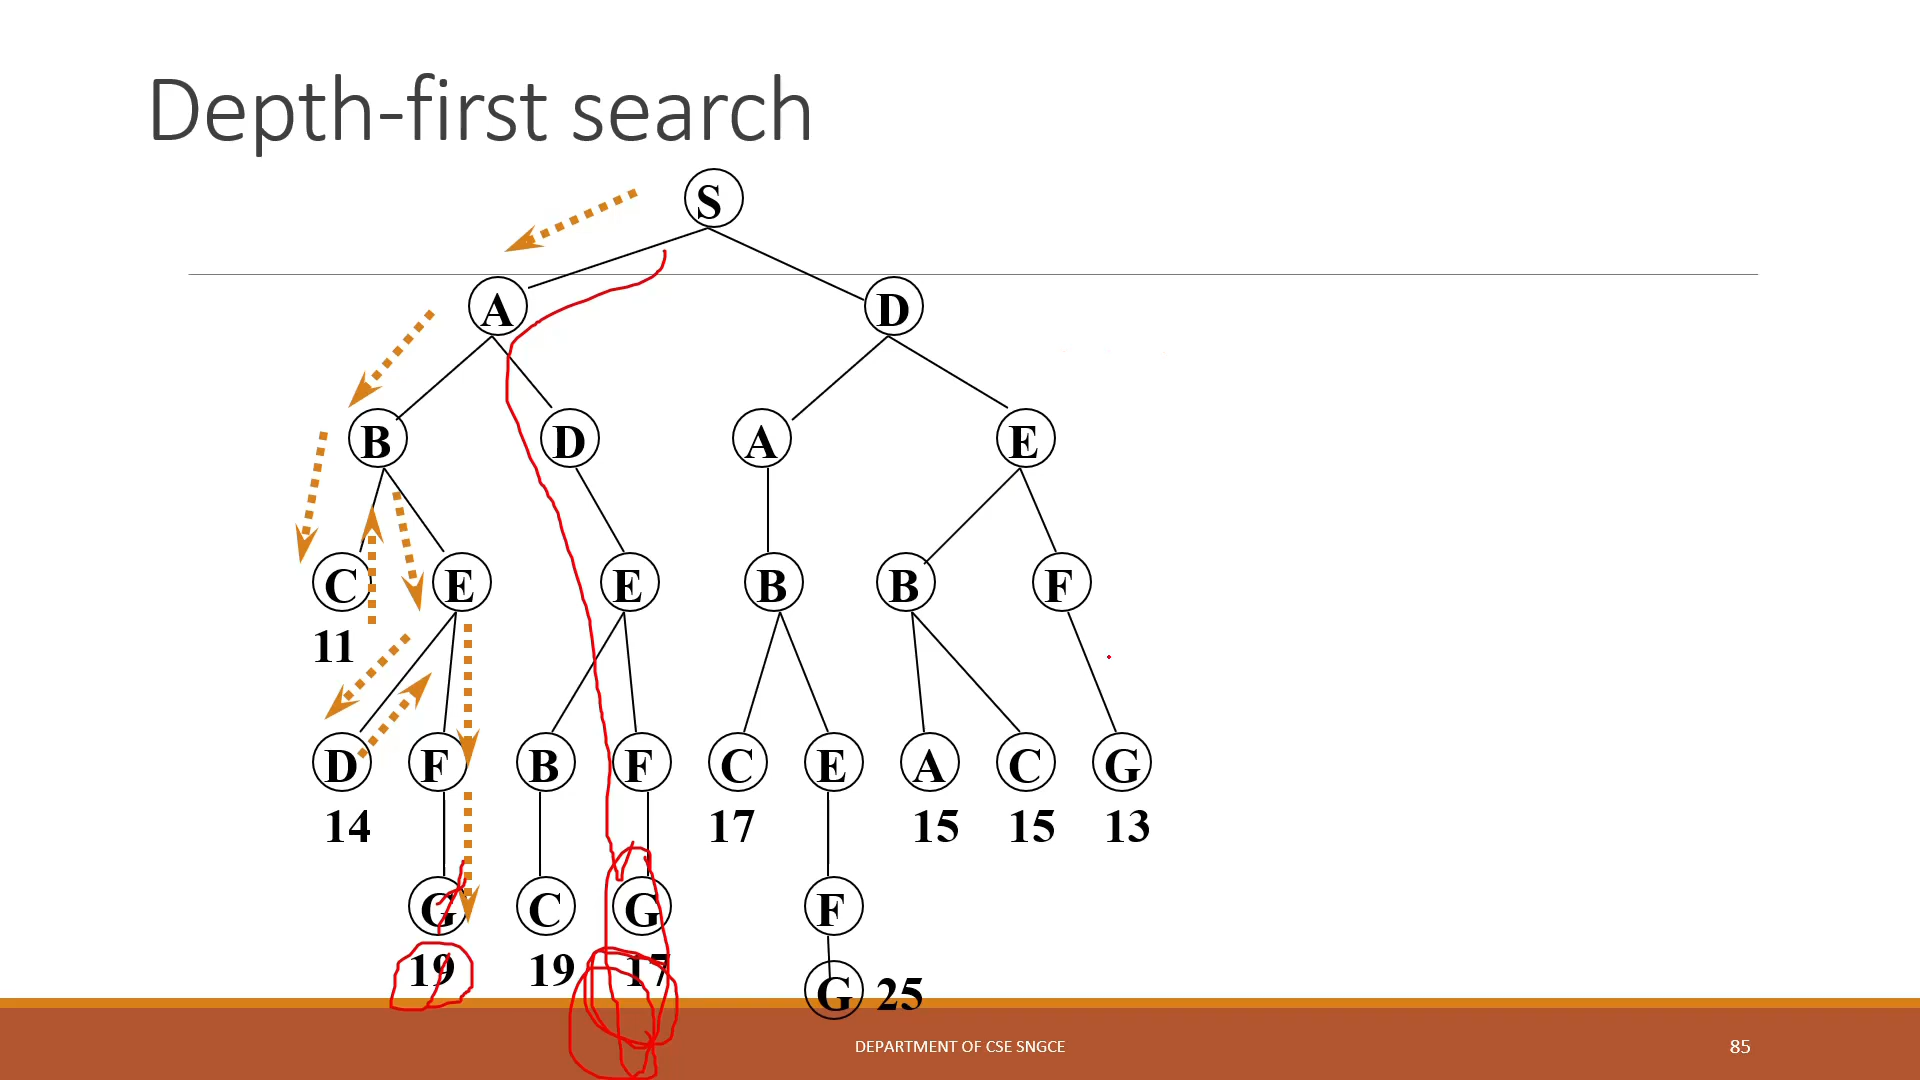 Depth-first search
S
A D
B D A E
C E E B B F
11
D F B F C E A C G
14 17 15 15 13
G C G F
19 19 17
G 25
DEPARTMENT OF CSE SNGCE 85